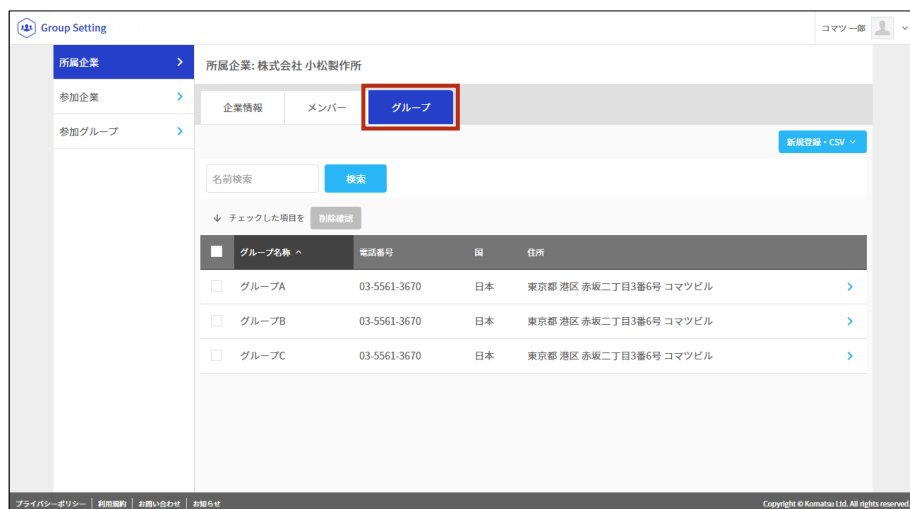 Group Setting
コマツ 一郎
所属企業
参加企業
参加グループ
所属企業: 株式会社 小松製作所
企業情報 メンバー グループ
新規登録・CSV
名前検索 検索
↓ チェックした項目を 削除確認
グループ名称 電話番号 国 住所
グループA 03-5561-3670 日本 東京都 港区 赤坂二丁目3番6号 コマツビル
グループB 03-5561-3670 日本 東京都 港区 赤坂二丁目3番6号 コマツビル
グループC 03-5561-3670 日本 東京都 港区 赤坂二丁目3番6号 コマツビル
プライバシーポリシー | 利用規約 | お問い合わせ | お知らせ
Copyright © Komatsu Ltd. All rights reserved.